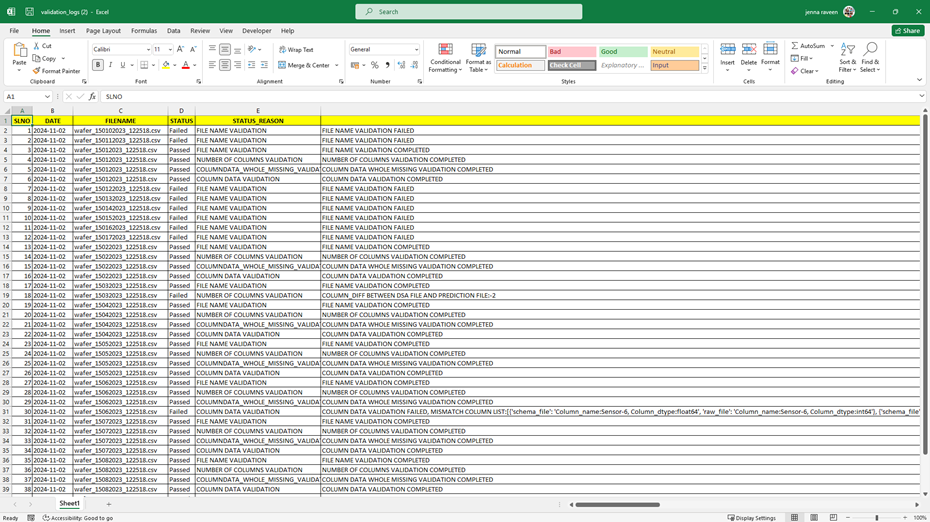 validation_logs (2) - Excel
Search
jenna raveen
File Home Insert Page Layout Formulas Data Review View Developer Help
Share
Paste
Cut
Copy
Format Painter
Clipboard
Calibri 11
B I U
Font
Wrap Text
Merge & Center
Alignment
General
Number
Conditional Formatting
Format as Table
Normal Bad Good Neutral
Calculation Check Cell Explanatory ... Input
Styles
Insert Delete Format
Cells
AutoSum
Fill
Clear
Sort & Filter
Find & Select
Editing
A1 fx SLNO
A B C D E
1 SLNO DATE FILENAME STATUS STATUS_REASON
2 1 2024-11-02 wafer_150102023_122518.csv Failed FILE NAME VALIDATION FILE NAME VALIDATION FAILED
3 2 2024-11-02 wafer_150112023_122518.csv Failed FILE NAME VALIDATION FILE NAME VALIDATION FAILED
4 3 2024-11-02 wafer_15012023_122518.csv Passed FILE NAME VALIDATION FILE NAME VALIDATION COMPLETED
5 4 2024-11-02 wafer_15012023_122518.csv Passed NUMBER OF COLUMNS VALIDATION NUMBER OF COLUMNS VALIDATION COMPLETED
6 5 2024-11-02 wafer_15012023_122518.csv Passed COLUMNDATA_WHOLE_MISSING_VALIDAT COLUMN DATA WHOLE MISSING VALIDATION COMPLETED
7 6 2024-11-02 wafer_15012023_122518.csv Passed COLUMN DATA VALIDATION COLUMN DATA VALIDATION COMPLETED
8 7 2024-11-02 wafer_150122023_122518.csv Failed FILE NAME VALIDATION FILE NAME VALIDATION FAILED
9 8 2024-11-02 wafer_150132023_122518.csv Failed FILE NAME VALIDATION FILE NAME VALIDATION FAILED
10 9 2024-11-02 wafer_150142023_122518.csv Failed FILE NAME VALIDATION FILE NAME VALIDATION FAILED
11 10 2024-11-02 wafer_150152023_122518.csv Failed FILE NAME VALIDATION FILE NAME VALIDATION FAILED
12 11 2024-11-02 wafer_150162023_122518.csv Failed FILE NAME VALIDATION FILE NAME VALIDATION FAILED
13 12 2024-11-02 wafer_150172023_122518.csv Failed FILE NAME VALIDATION FILE NAME VALIDATION FAILED
14 13 2024-11-02 wafer_15022023_122518.csv Passed FILE NAME VALIDATION FILE NAME VALIDATION COMPLETED
15 14 2024-11-02 wafer_15022023_122518.csv Passed NUMBER OF COLUMNS VALIDATION NUMBER OF COLUMNS VALIDATION COMPLETED
16 15 2024-11-02 wafer_15022023_122518.csv Passed COLUMNDATA_WHOLE_MISSING_VALIDAT COLUMN DATA WHOLE MISSING VALIDATION COMPLETED
17 16 2024-11-02 wafer_15022023_122518.csv Passed COLUMN DATA VALIDATION COLUMN DATA VALIDATION COMPLETED
18 17 2024-11-02 wafer_15032023_122518.csv Passed FILE NAME VALIDATION FILE NAME VALIDATION COMPLETED
19 18 2024-11-02 wafer_15032023_122518.csv Failed NUMBER OF COLUMNS VALIDATION COLUMN_DIFF BETWEEN DSA FILE AND PREDICTION FILE:-2
20 19 2024-11-02 wafer_15042023_122518.csv Passed FILE NAME VALIDATION FILE NAME VALIDATION COMPLETED
21 20 2024-11-02 wafer_15042023_122518.csv Passed NUMBER OF COLUMNS VALIDATION NUMBER OF COLUMNS VALIDATION COMPLETED
22 21 2024-11-02 wafer_15042023_122518.csv Passed COLUMNDATA_WHOLE_MISSING_VALIDAT COLUMN DATA WHOLE MISSING VALIDATION COMPLETED
23 22 2024-11-02 wafer_15042023_122518.csv Passed COLUMN DATA VALIDATION COLUMN DATA VALIDATION COMPLETED
24 23 2024-11-02 wafer_15052023_122518.csv Passed FILE NAME VALIDATION FILE NAME VALIDATION COMPLETED
25 24 2024-11-02 wafer_15052023_122518.csv Passed NUMBER OF COLUMNS VALIDATION NUMBER OF COLUMNS VALIDATION COMPLETED
26 25 2024-11-02 wafer_15052023_122518.csv Passed COLUMNDATA_WHOLE_MISSING_VALIDAT COLUMN DATA WHOLE MISSING VALIDATION COMPLETED
27 26 2024-11-02 wafer_15052023_122518.csv Passed COLUMN DATA VALIDATION COLUMN DATA VALIDATION COMPLETED
28 27 2024-11-02 wafer_15062023_122518.csv Passed FILE NAME VALIDATION FILE NAME VALIDATION COMPLETED
29 28 2024-11-02 wafer_15062023_122518.csv Passed NUMBER OF COLUMNS VALIDATION NUMBER OF COLUMNS VALIDATION COMPLETED
30 29 2024-11-02 wafer_15062023_122518.csv Passed COLUMNDATA_WHOLE_MISSING_VALIDAT COLUMN DATA WHOLE MISSING VALIDATION COMPLETED
31 30 2024-11-02 wafer_15062023_122518.csv Failed COLUMN DATA VALIDATION COLUMN DATA VALIDATION FAILED, MISMATCH COLUMN LIST:[{'schema_file': 'Column_name:Sensor-6, Column_dtype:float64', 'raw_file': 'Column_name:Sensor-6, Column_dtype:int64'}, {'schema_file'
32 31 2024-11-02 wafer_15072023_122518.csv Passed FILE NAME VALIDATION FILE NAME VALIDATION COMPLETED
33 32 2024-11-02 wafer_15072023_122518.csv Passed NUMBER OF COLUMNS VALIDATION NUMBER OF COLUMNS VALIDATION COMPLETED
34 33 2024-11-02 wafer_15072023_122518.csv Passed COLUMNDATA_WHOLE_MISSING_VALIDAT COLUMN DATA WHOLE MISSING VALIDATION COMPLETED
35 34 2024-11-02 wafer_15072023_122518.csv Passed COLUMN DATA VALIDATION COLUMN DATA VALIDATION COMPLETED
36 35 2024-11-02 wafer_15082023_122518.csv Passed FILE NAME VALIDATION FILE NAME VALIDATION COMPLETED
37 36 2024-11-02 wafer_15082023_122518.csv Passed NUMBER OF COLUMNS VALIDATION NUMBER OF COLUMNS VALIDATION COMPLETED
38 37 2024-11-02 wafer_15082023_122518.csv Passed COLUMNDATA_WHOLE_MISSING_VALIDAT COLUMN DATA WHOLE MISSING VALIDATION COMPLETED
39 38 2024-11-02 wafer_15082023_122518.csv Passed COLUMN DATA VALIDATION COLUMN DATA VALIDATION COMPLETED
Sheet1
Ready Accessibility: Good to go Display Settings 100%